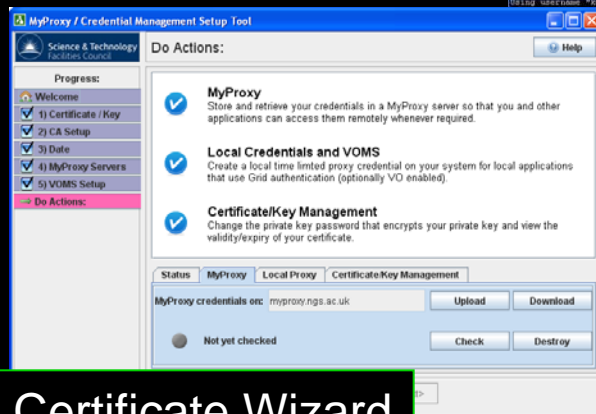 Using username "k
MyProxy / Credential Management Setup Tool
Science & Technology
Facilities Council
Do Actions:
Help
Progress:
Welcome
1) Certificate / Key
2) CA Setup
3) Date
4) MyProxy Servers
5) VOMS Setup
Do Actions:
MyProxy
Store and retrieve your credentials in a MyProxy server so that you and other
applications can access them remotely whenever required.
Local Credentials and VOMS
Create a local time limted proxy credential on your system for local applications
that use Grid authentication (optionally VO enabled).
Certificate/Key Management
Change the private key password that encrypts your private key and view the
validity/expiry of your certificate.
Status MyProxy Local Proxy Certificate/Key Management
MyProxy credentials on: myproxy.ngs.ac.uk Upload Download
Not yet checked Check Destroy
Certificate Wizard